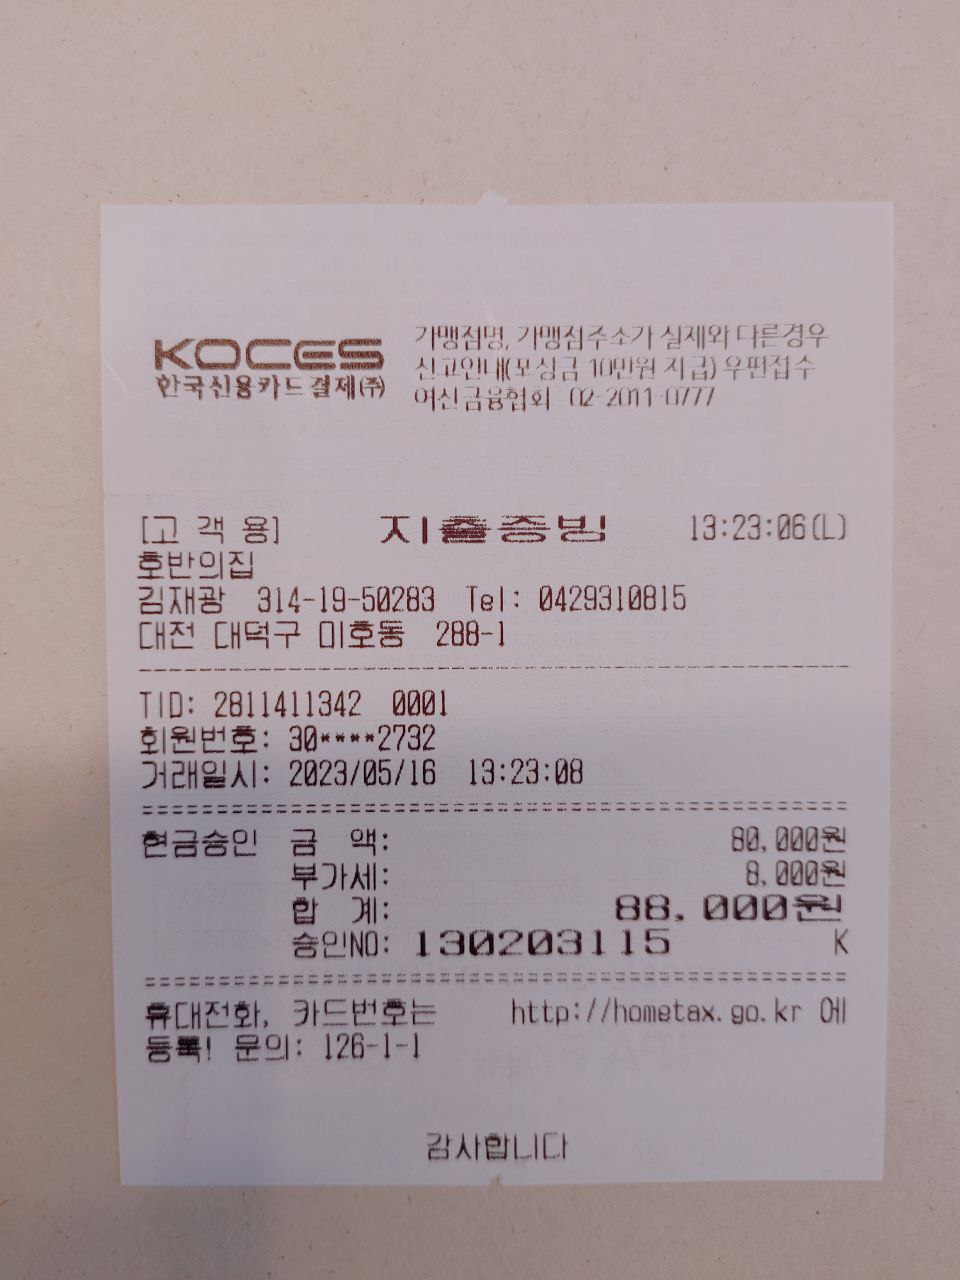 KOCES
한국신용카드결제(주)
가맹점명, 가맹점주소가 실제와 다른경우
신고안내(포상금 10만원 지급) 우편접수
여신금융협회 : 02-2011-0777
[고 객 용] 지출증빙 13:23:06(L)
호반의집
김재광 314-19-50283 Tel: 0429310815
대전 대덕구 미호동 288-1
TID: 2811411342 0001
회원번호: 30****2732
거래일시: 2023/05/16 13:23:08
현금승인 금 액: 80,000원
부가세: 8,000원
합 계: 88,000원
승인NO: 130203115 K
휴대전화, 카드번호는 http://hometax.go.kr 에
등록! 문의: 126-1-1
감사합니다